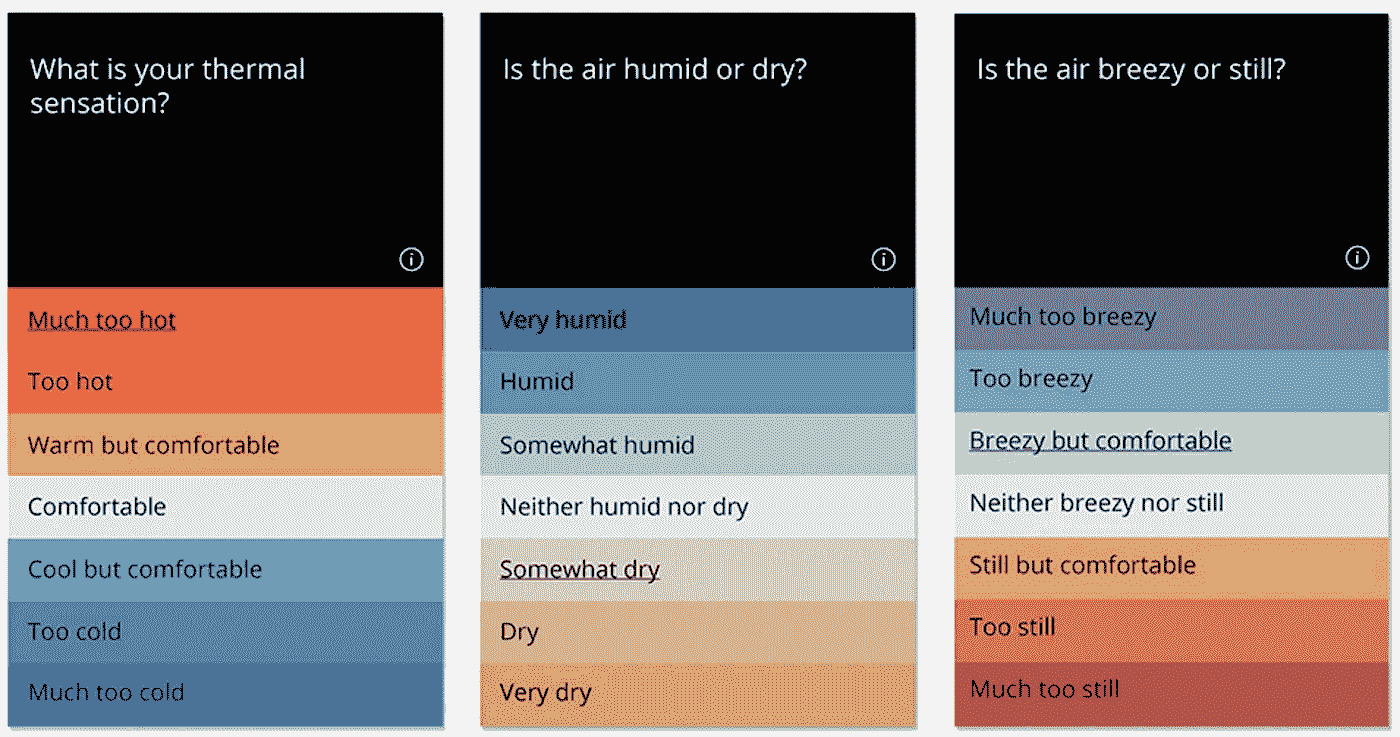 What is your thermal
sensation?
Much too hot
Too hot
Warm but comfortable
Comfortable
Cool but comfortable
Too cold
Much too cold
Is the air humid or dry?
Very humid
Humid
Somewhat humid
Neither humid nor dry
Somewhat dry
Dry
Very dry
Is the air breezy or still?
Much too breezy
Too breezy
Breezy but comfortable
Neither breezy nor still
Still but comfortable
Too still
Much too still